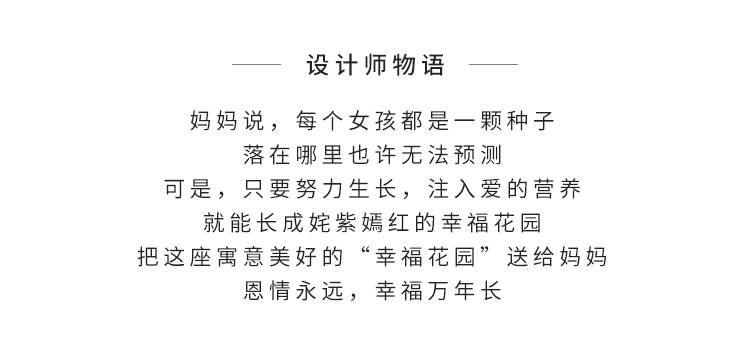 设计师物语
妈妈说，每个女孩都是一颗种子
落在哪里也许无法预测
可是，只要努力生长，注入爱的营养
就能长成姹紫嫣红的幸福花园
把这座寓意美好的“幸福花园”送给妈妈
恩情永远，幸福万年长